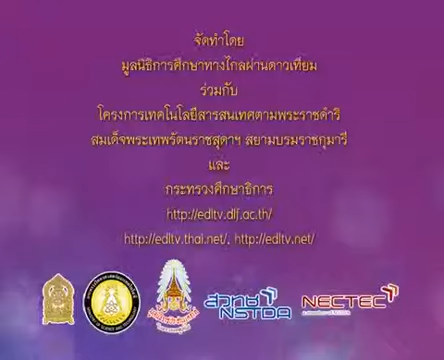 จัดทำโดย
มูลนิธิการศึกษาทางไกลผ่านดาวเทียม
ร่วมกับ
โครงการเทคโนโลยีสารสนเทศตามพระราชดำริ
สมเด็จพระเทพรัตนราชสุดาฯ สยามบรมราชกุมารี
และ
กระทรวงศึกษาธิการ
http://edltv.dlf.ac.th/
http://edltv.thai.net/, http://edltv.net/
สวทช NECTEC
NSTDA